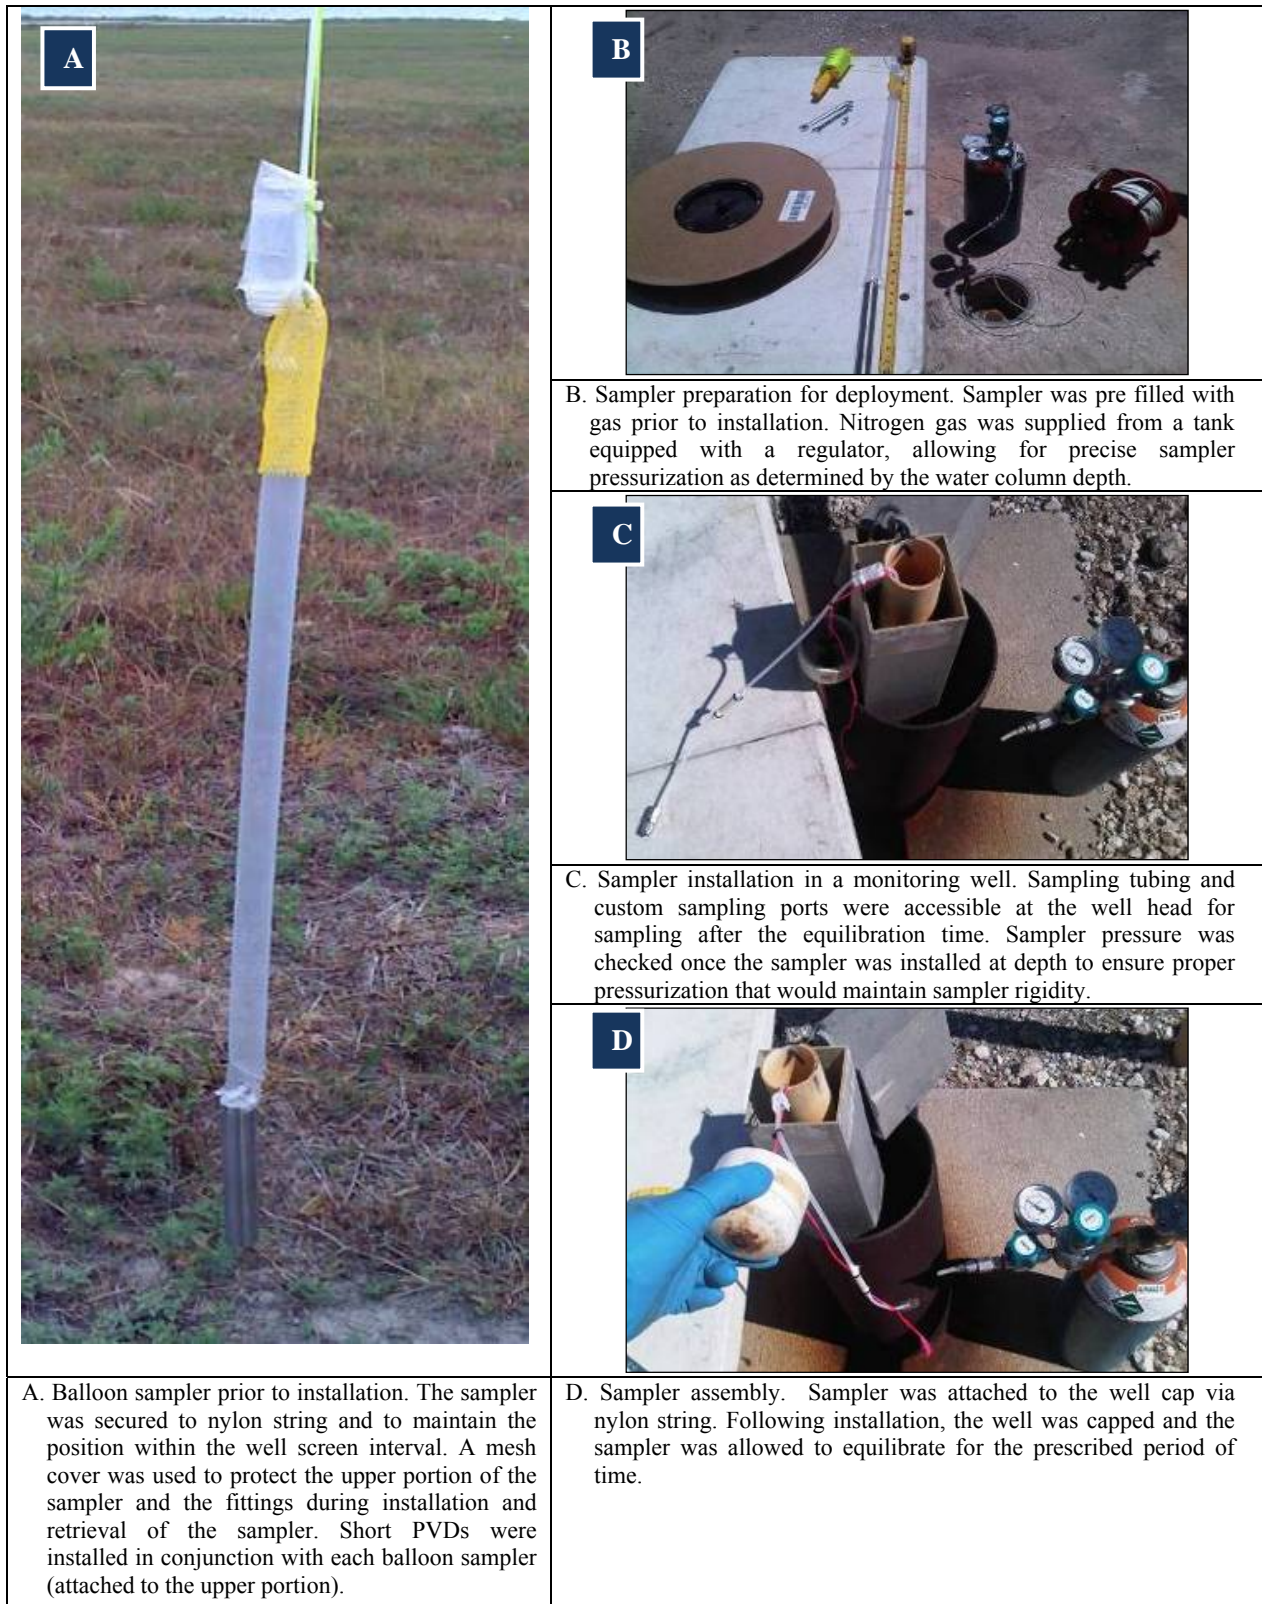 A
A. Balloon sampler prior to installation. The sampler
was secured to nylon string and to maintain the
position within the well screen interval. A mesh
cover was used to protect the upper portion of the
sampler and the fittings during installation and
retrieval of the sampler. Short PVDs were
installed in conjunction with each balloon sampler
(attached to the upper portion).
B
B. Sampler preparation for deployment. Sampler was pre filled with
gas prior to installation. Nitrogen gas was supplied from a tank
equipped with a regulator, allowing for precise sampler
pressurization as determined by the water column depth.
C
C. Sampler installation in a monitoring well. Sampling tubing and
custom sampling ports were accessible at the well head for
sampling after the equilibration time. Sampler pressure was
checked once the sampler was installed at depth to ensure proper
pressurization that would maintain sampler rigidity.
D
D. Sampler assembly. Sampler was attached to the well cap via
nylon string. Following installation, the well was capped and the
sampler was allowed to equilibrate for the prescribed period of
time.